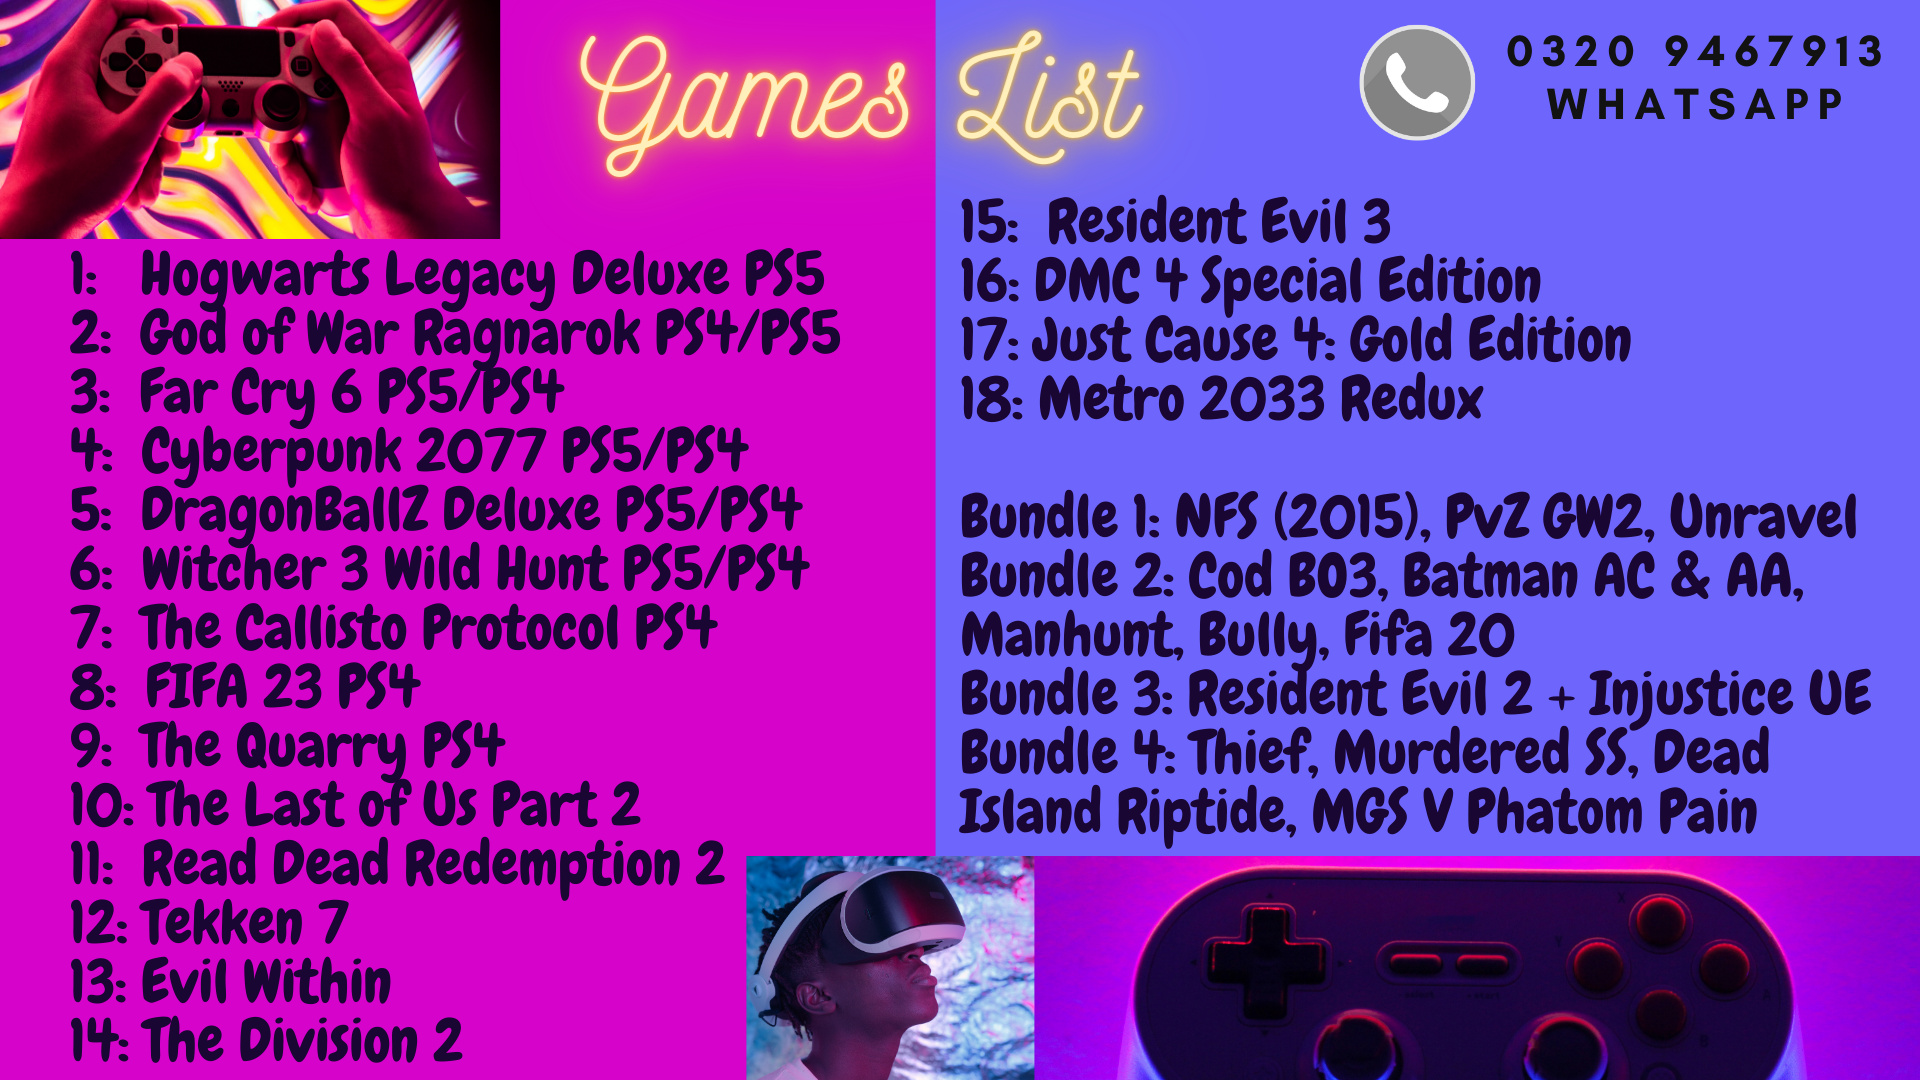 Games List
0320 9467913
WHATSAPP
1: Hogwarts Legacy Deluxe PS5
2: God of War Ragnarok PS4/PS5
3: Far Cry 6 PS5/PS4
4: Cyberpunk 2077 PS5/PS4
5: DragonBallZ Deluxe PS5/PS4
6: Witcher 3 Wild Hunt PS5/PS4
7: The Callisto Protocol PS4
8: FIFA 23 PS4
9: The Quarry PS4
10: The Last of Us Part 2
11: Read Dead Redemption 2
12: Tekken 7
13: Evil Within
14: The Division 2
15: Resident Evil 3
16: DMC 4 Special Edition
17: Just Cause 4: Gold Edition
18: Metro 2033 Redux
Bundle 1: NFS (2015), PvZ GW2, Unravel
Bundle 2: Cod BO3, Batman AC & AA,
Manhunt, Bully, Fifa 20
Bundle 3: Resident Evil 2 + Injustice UE
Bundle 4: Thief, Murdered SS, Dead
Island Riptide, MGS V Phatom Pain